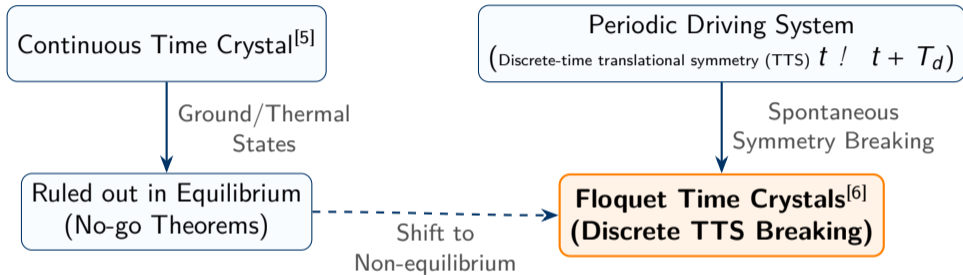 Continuous Time Crystal[5]
Periodic Driving System
(Discrete-time translational symmetry (TTS) t ! t + T_d)
Ground/Thermal
States
Spontaneous
Symmetry Breaking
Ruled out in Equilibrium
(No-go Theorems)
Shift to
Non-equilibrium
Floquet Time Crystals[6]
(Discrete TTS Breaking)